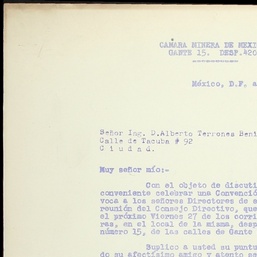 CAMARA MINERA DE MEXI
GANTE 15. DESP. 420
México, D.F. a
Señor Ing. D. Alberto Terrones Beni
Calle de Tacuba # 92
C i u d a d.
Muy señor mío:-
Con el objeto de discuti
conveniente celebrar una Convenció
voca a los señores Directores de e
reunión del Consejo Directivo, que
el próximo Viernes 27 de los corri
ras, en el local de la misma, desp
número 15, de las calles de Gante
Suplico a usted su puntu
do su afectísimo amigo y atento se